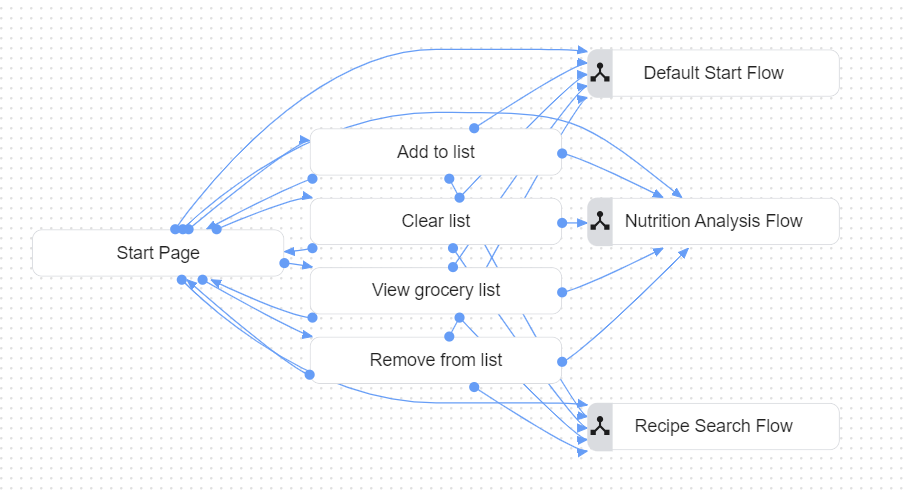 Default Start Flow
Add to list
Clear list
Nutrition Analysis Flow
Start Page
View grocery list
Remove from list
Recipe Search Flow